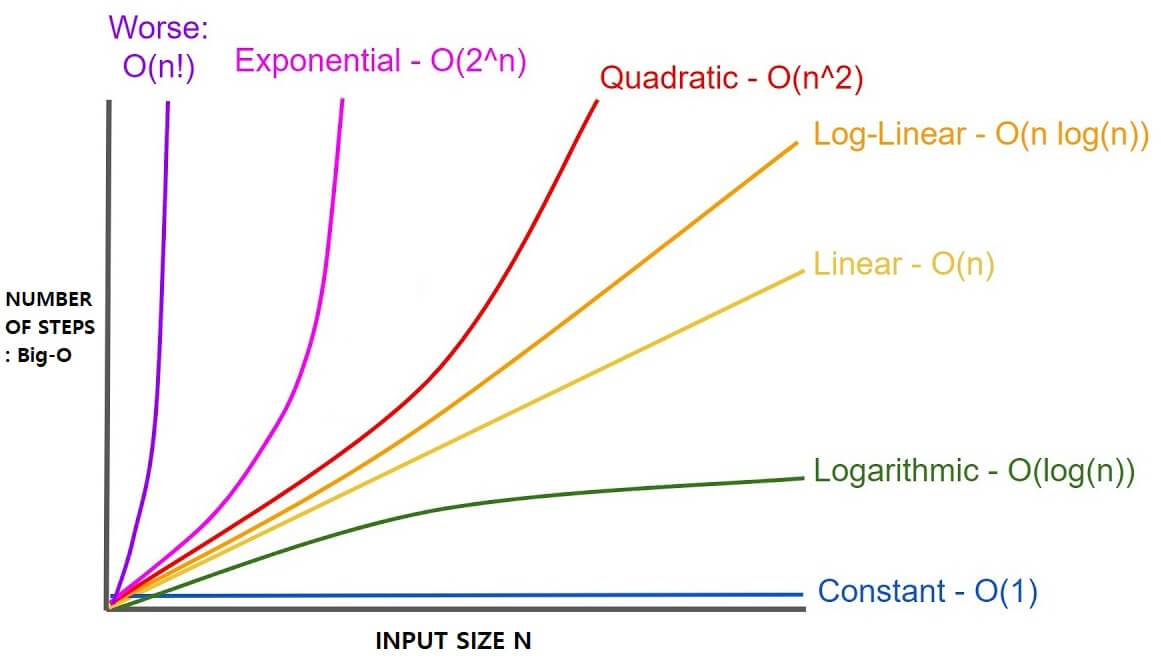 Worse:
O(n!)
Exponential - O(2^n)
Quadratic - O(n^2)
Log-Linear - O(n log(n))
Linear - O(n)
NUMBER
OF STEPS
: Big-O
Logarithmic - O(log(n))
Constant - O(1)
INPUT SIZE N